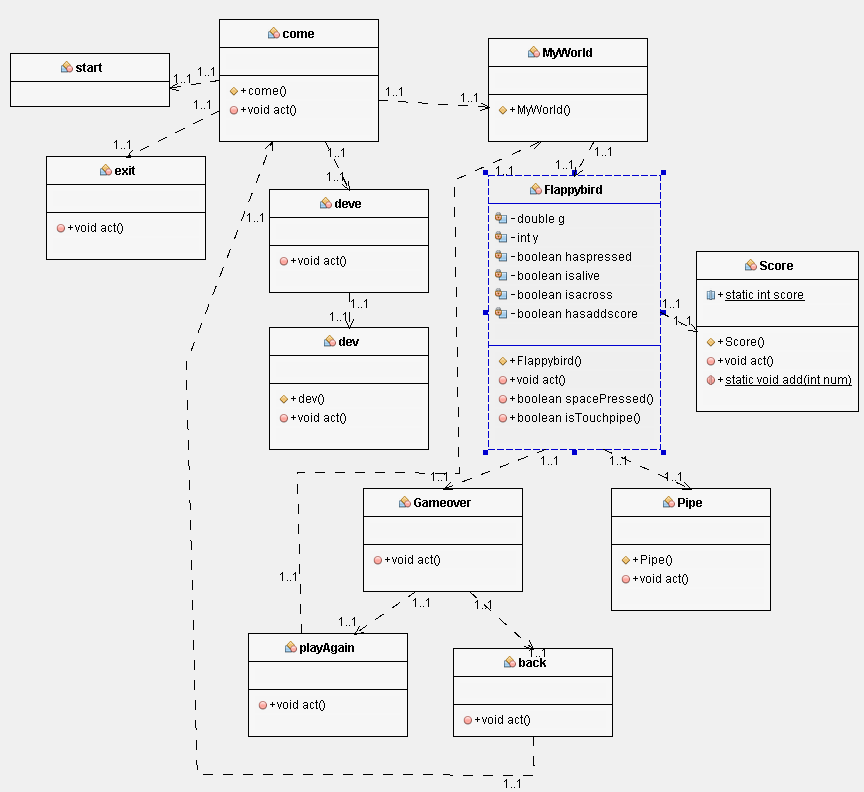 come
+come()
+void act()
start
MyWorld
+MyWorld()
1..1
1..1
1..1
1..1
1..1
1..1
exit
+void act()
1..1
1..1
1..1
1..1
1..1
deve
+void act()
1..1
Flappybird
-double g
-int y
-boolean haspressed
-boolean isalive
-boolean isacross
-boolean hasaddscore
+Flappybird()
+void act()
+boolean spacePressed()
+boolean isTouchpipe()
Score
+static int score
+Score()
+void act()
+static void add(int num)
1..1
1..1
1..1
1..1
dev
+dev()
+void act()
1..1
1..1
1..1
1..1
Gameover
+void act()
Pipe
+Pipe()
+void act()
1..1
1..1
1..1
1..1
playAgain
+void act()
1..1
back
+void act()
1..1